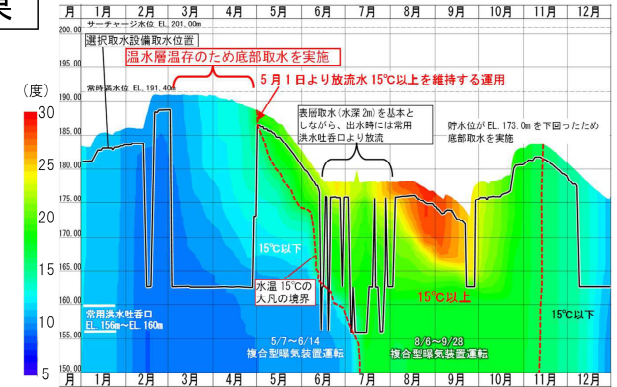 果
月 1月 2月 3月 4月 5月 6月 7月 8月 9月 10月 11月 12月 月
サーチャージ水位 EL.201.00m
200.00
選択取水設備取水位置
温水層温存のため底部取水を実施
5月1日より放流水15℃以上を維持する運用
(度)
常時満水位 EL.191.40m
190.00
30
表層取水(水深2m)を基本と
しながら、出水時には常用
洪水吐呑口より放流
貯水位がEL.173.0mを下回ったため
底部取水を実施
185.00
180.00
25
175.00
20
170.00
15℃以下
15
165.00
水温15℃の
大凡の境界
15℃以上
160.00
常用洪水吐呑口
EL.156m~EL.160m
15℃以下
10
155.00
5/7~6/14
複合型曝気装置運転
8/6~9/28
複合型曝気装置運転
5
150.00
月 1月 2月 3月 4月 5月 6月 7月 8月 9月 10月 11月 12月 月